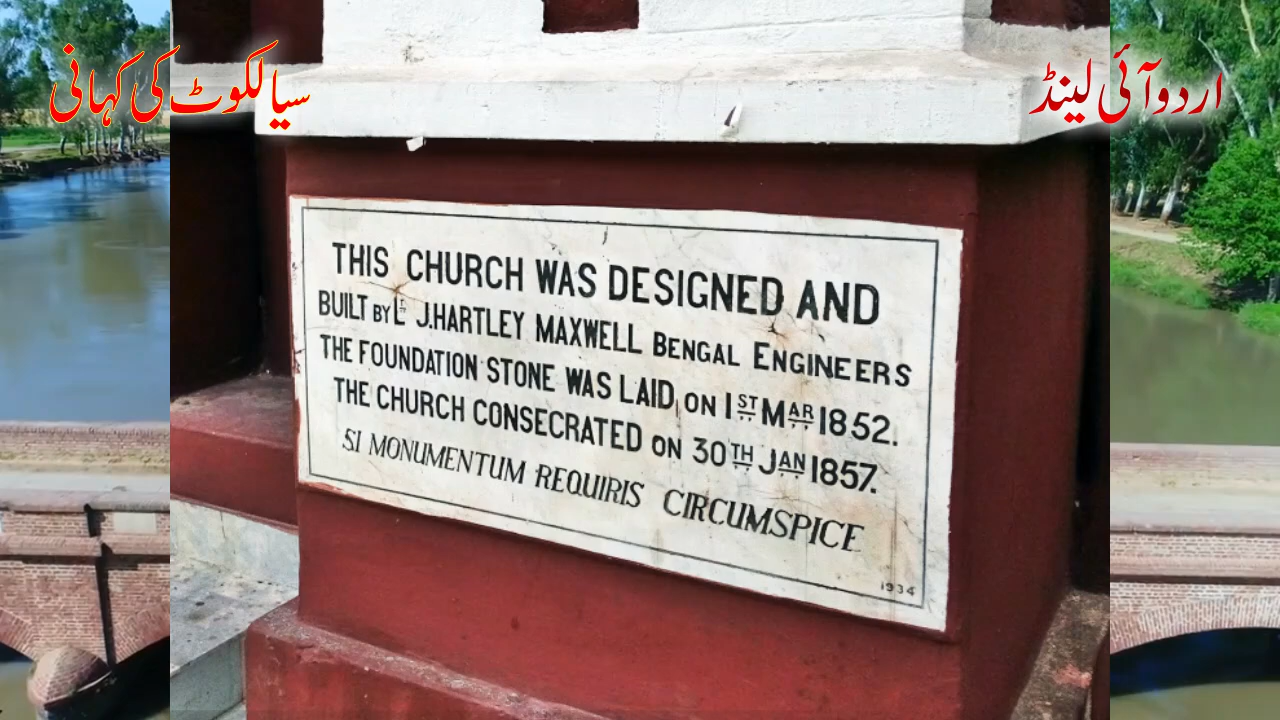 سیالکوٹ کی کہانی
اردو آئی لینڈ
THIS CHURCH WAS DESIGNED AND
BUILT BY LT J.HARTLEY MAXWELL BENGAL ENGINEERS
THE FOUNDATION STONE WAS LAID ON 1ST MAR 1852.
THE CHURCH CONSECRATED ON 30TH JAN 1857.
SI MONUMENTUM REQUIRIS CIRCUMSPICE
1934